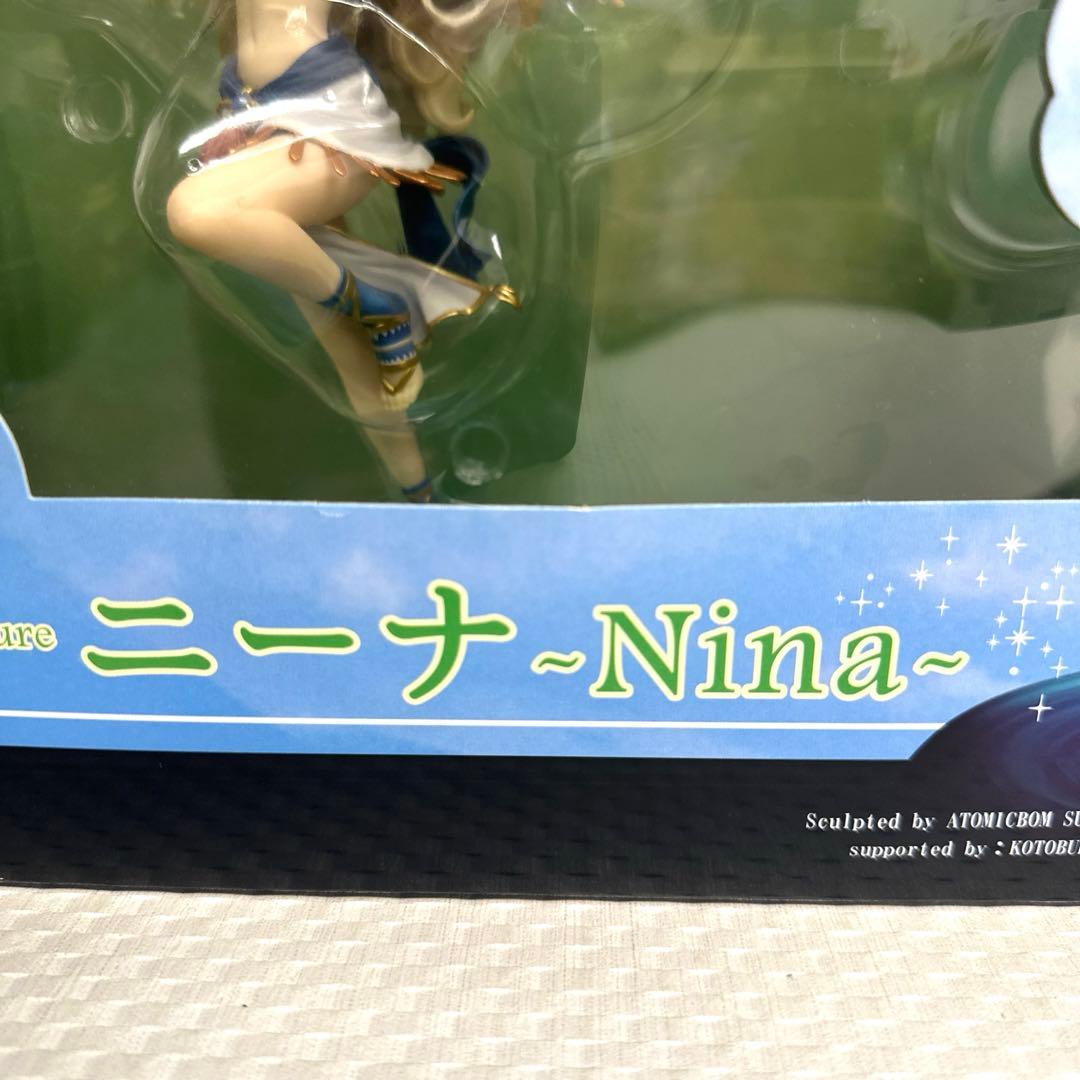 ニーナ ~Nina~
Sculpted by ATOMICBOM
supported by：